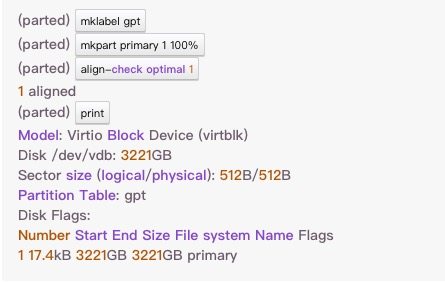 (parted) mklabel gpt
(parted) mkpart primary 1 100%
(parted) align-check optimal 1
1 aligned
(parted) print
Model: Virtio Block Device (virtblk)
Disk /dev/vdb: 3221GB
Sector size (logical/physical): 512B/512B
Partition Table: gpt
Disk Flags:
Number Start End Size File system Name Flags
1 17.4kB 3221GB 3221GB primary